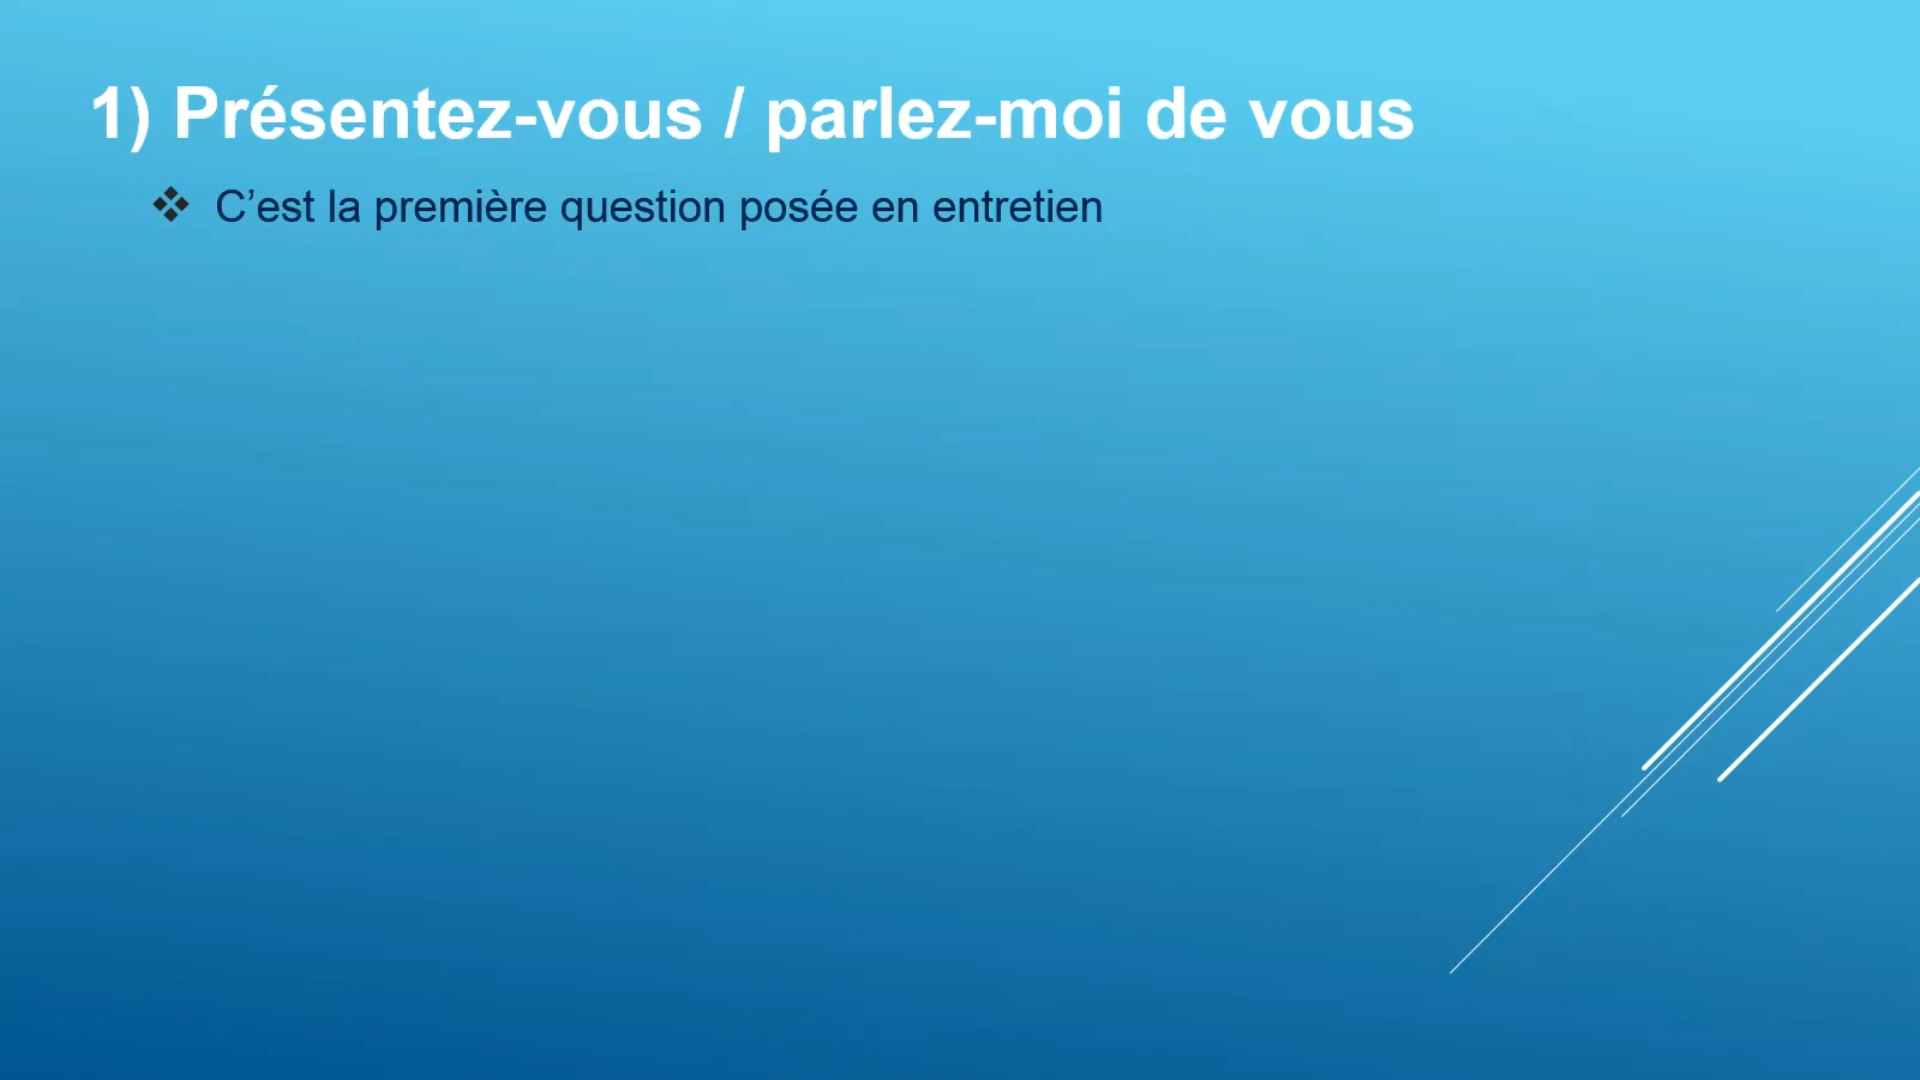 1) Présentez-vous / parlez-moi de vous
❖ C’est la première question posée en entretien